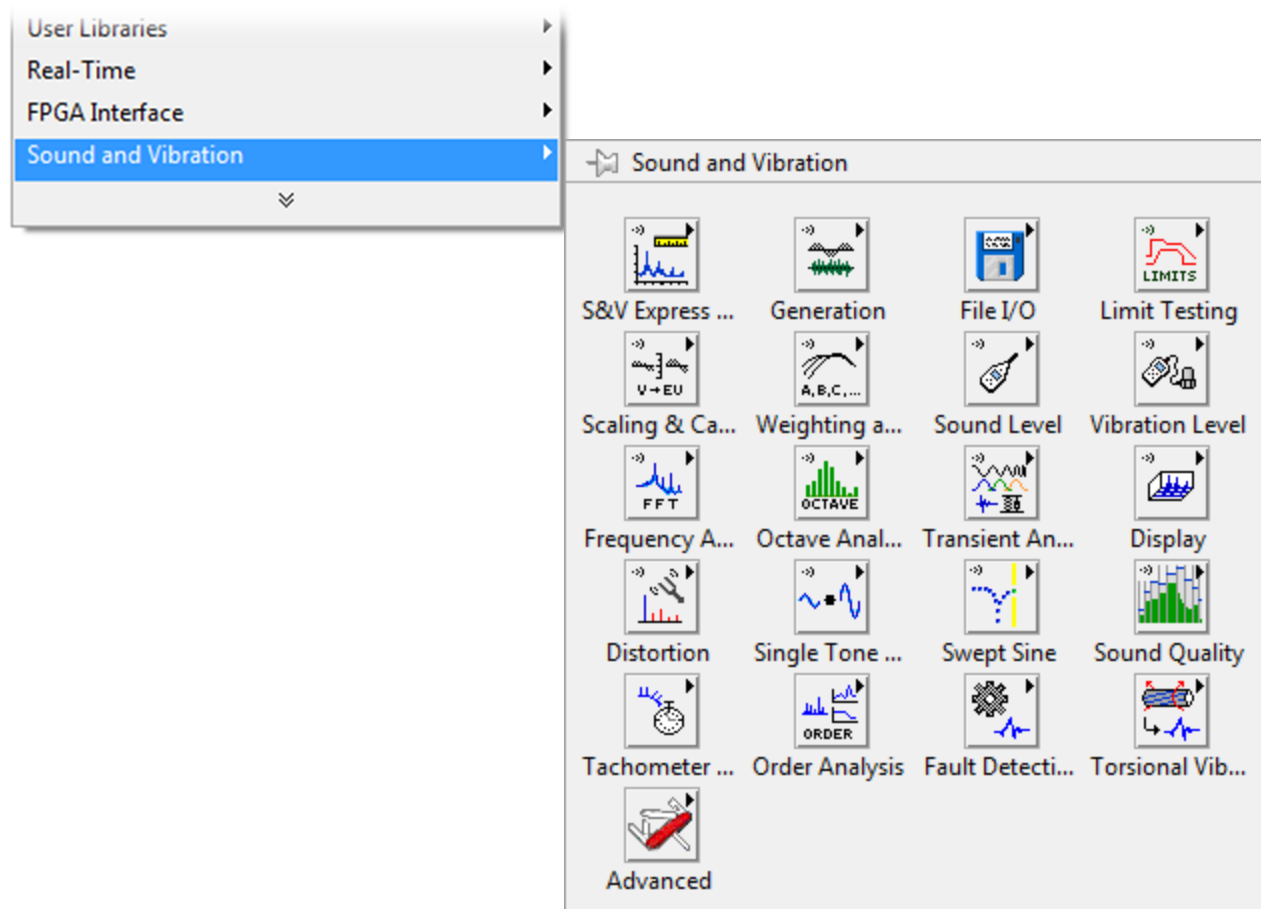 User Libraries
Real-Time
FPGA Interface
Sound and Vibration
Sound and Vibration
LIMITS
S&V Express ... Generation File I/O Limit Testing
V→EU A,B,C,...
Scaling & Ca... Weighting a... Sound Level Vibration Level
FFT OCTAVE
Frequency A... Octave Anal... Transient An... Display
Distortion Single Tone ... Swept Sine Sound Quality
ORDER
Tachometer ... Order Analysis Fault Detecti... Torsional Vib...
Advanced